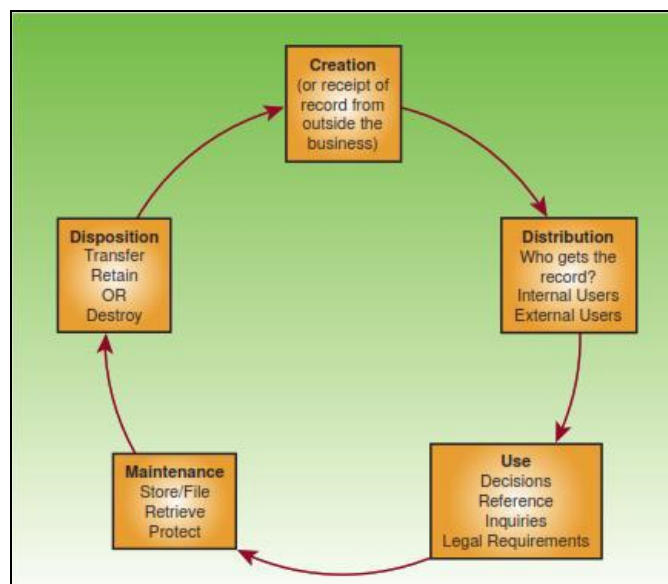 Creation
(or receipt of
record from
outside the
business)
Distribution
Who gets the
record?
Internal Users
External Users
Use
Decisions
Reference
Inquiries
Legal Requirements
Maintenance
Store/File
Retrieve
Protect
Disposition
Transfer
Retain
OR
Destroy